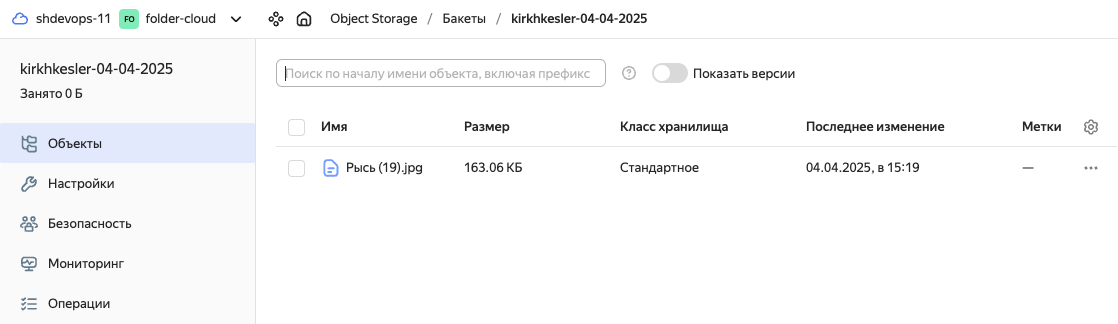 shdevops-11 FO folder-cloud Object Storage / Бакеты / kirkhkesler-04-04-2025
kirkhkesler-04-04-2025
Занято 0 Б
Объекты
Настройки
Безопасность
Мониторинг
Операции
Поиск по началу имени объекта, включая префикс ? Показать версии
Имя Размер Класс хранилища Последнее изменение Метки
Рысь (19).jpg 163.06 КБ Стандартное 04.04.2025, в 15:19 —